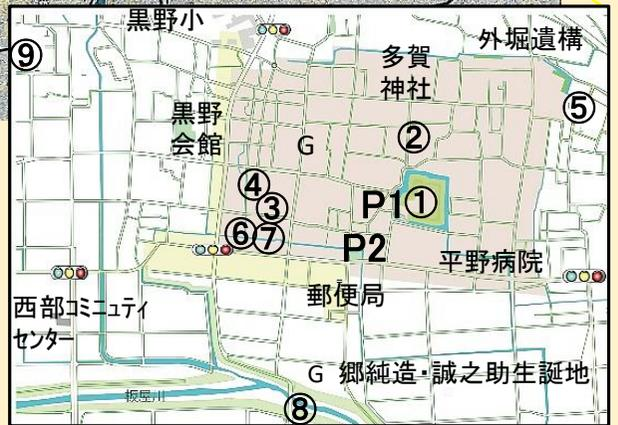 黒野小
⑨
外堀遺構
多賀
神社
⑤
黒野
会館
②
G
④
③
P1①
⑥⑦
P2
平野病院
西部コミュニティ
センター
郵便局
G 郷純造・誠之助生誕地
板屋川
⑧